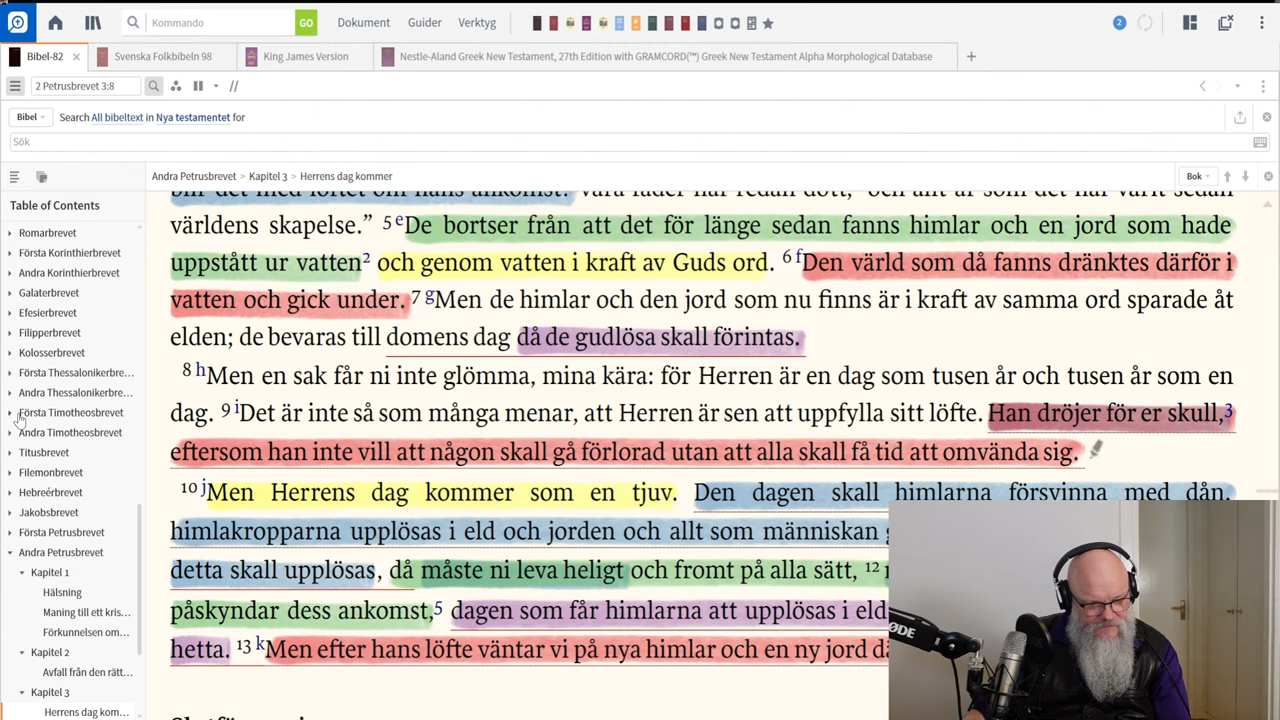 Kommando
GO
Dokument
Guider
Verktyg
2
Bibel-82
Svenska Folkbibeln 98
King James Version
Nestle-Aland Greek New Testament, 27th Edition with GRAMCORD(™) Greek New Testament Alpha Morphological Database
2 Petrusbrevet 3:8
Bibel
Search All bibeltext in Nya testamentet for
Sök
Andra Petrusbrevet > Kapitel 3 > Herrens dag kommer
Bok
Table of Contents
Romarbrevet
Första Korinthierbrevet
Andra Korinthierbrevet
Galaterbrevet
Efesierbrevet
Filipperbrevet
Kolosserbrevet
Första Thessalonikerbre...
Andra Thessalonikerbre...
Första Timotheosbrevet
Andra Timotheosbrevet
Titusbrevet
Filemonbrevet
Hebreérbrevet
Jakobsbrevet
Första Petrusbrevet
Andra Petrusbrevet
Kapitel 1
Hälsning
Maning till ett kris...
Förkunnelsen om...
Kapitel 2
Avfall från den rätt...
Kapitel 3
Herrens dag kom...
världens skapelse.” 5 e De bortser från att det för länge sedan fanns himlar och en jord som hade
uppstått ur vatten 2 och genom vatten i kraft av Guds ord. 6 f Den värld som då fanns dränktes därför i
vatten och gick under. 7 g Men de himlar och den jord som nu finns är i kraft av samma ord sparade åt
elden; de bevaras till domens dag då de gudlösa skall förintas.
8 h Men en sak får ni inte glömma, mina kära: för Herren är en dag som tusen år och tusen år som en
dag. 9 i Det är inte så som många menar, att Herren är sen att uppfylla sitt löfte. Han dröjer för er skull, 3
eftersom han inte vill att någon skall gå förlorad utan att alla skall få tid att omvända sig.
10 j Men Herrens dag kommer som en tjuv. Den dagen skall himlarna försvinna med dån,
himlakropparna upplösas i eld och jorden och allt som människan
detta skall upplösas, då måste ni leva heligt och fromt på alla sätt, 12
påskyndar dess ankomst, 5 dagen som får himlarna att upplösas i eld
hetta. 13 k Men efter hans löfte väntar vi på nya himlar och en ny jord
RØDE